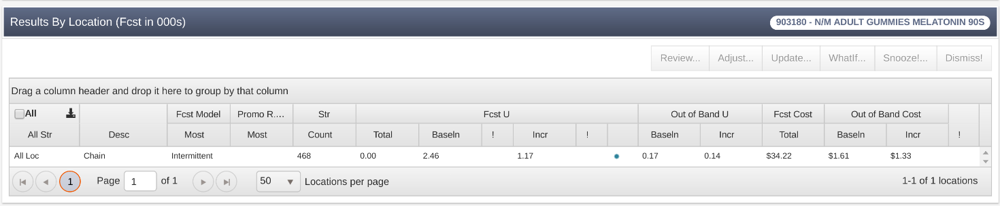 Results By Location (Fcst in 000s) 903180 - N/M ADULT GUMMIES MELATONIN 90S
Review... Adjust... Update... WhatIf... Snooze!... Dismiss!
Drag a column header and drop it here to group by that column
All Fcst Model Promo R.... Str Fcst U Out of Band U Fcst Cost Out of Band Cost
All Str Desc Most Most Count Total Baseln ! Incr ! Baseln Incr Total Baseln Incr !
All Loc Chain Intermittent 468 0.00 2.46 1.17 0.17 0.14 $34.22 $1.61 $1.33
1 Page 1 of 1 50 Locations per page 1-1 of 1 locations